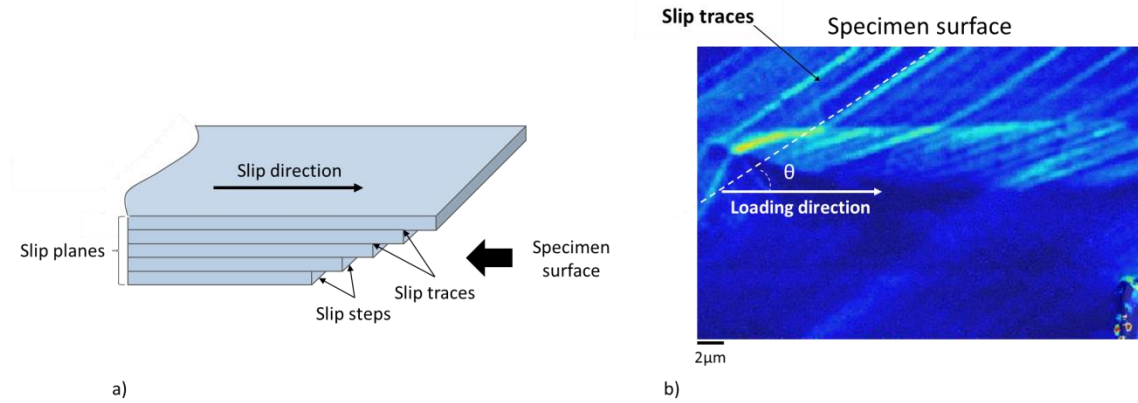 Slip direction
Slip planes
Slip traces
Slip steps
Specimen
surface
a)
Slip traces
Specimen surface
θ
Loading direction
2μm
b)